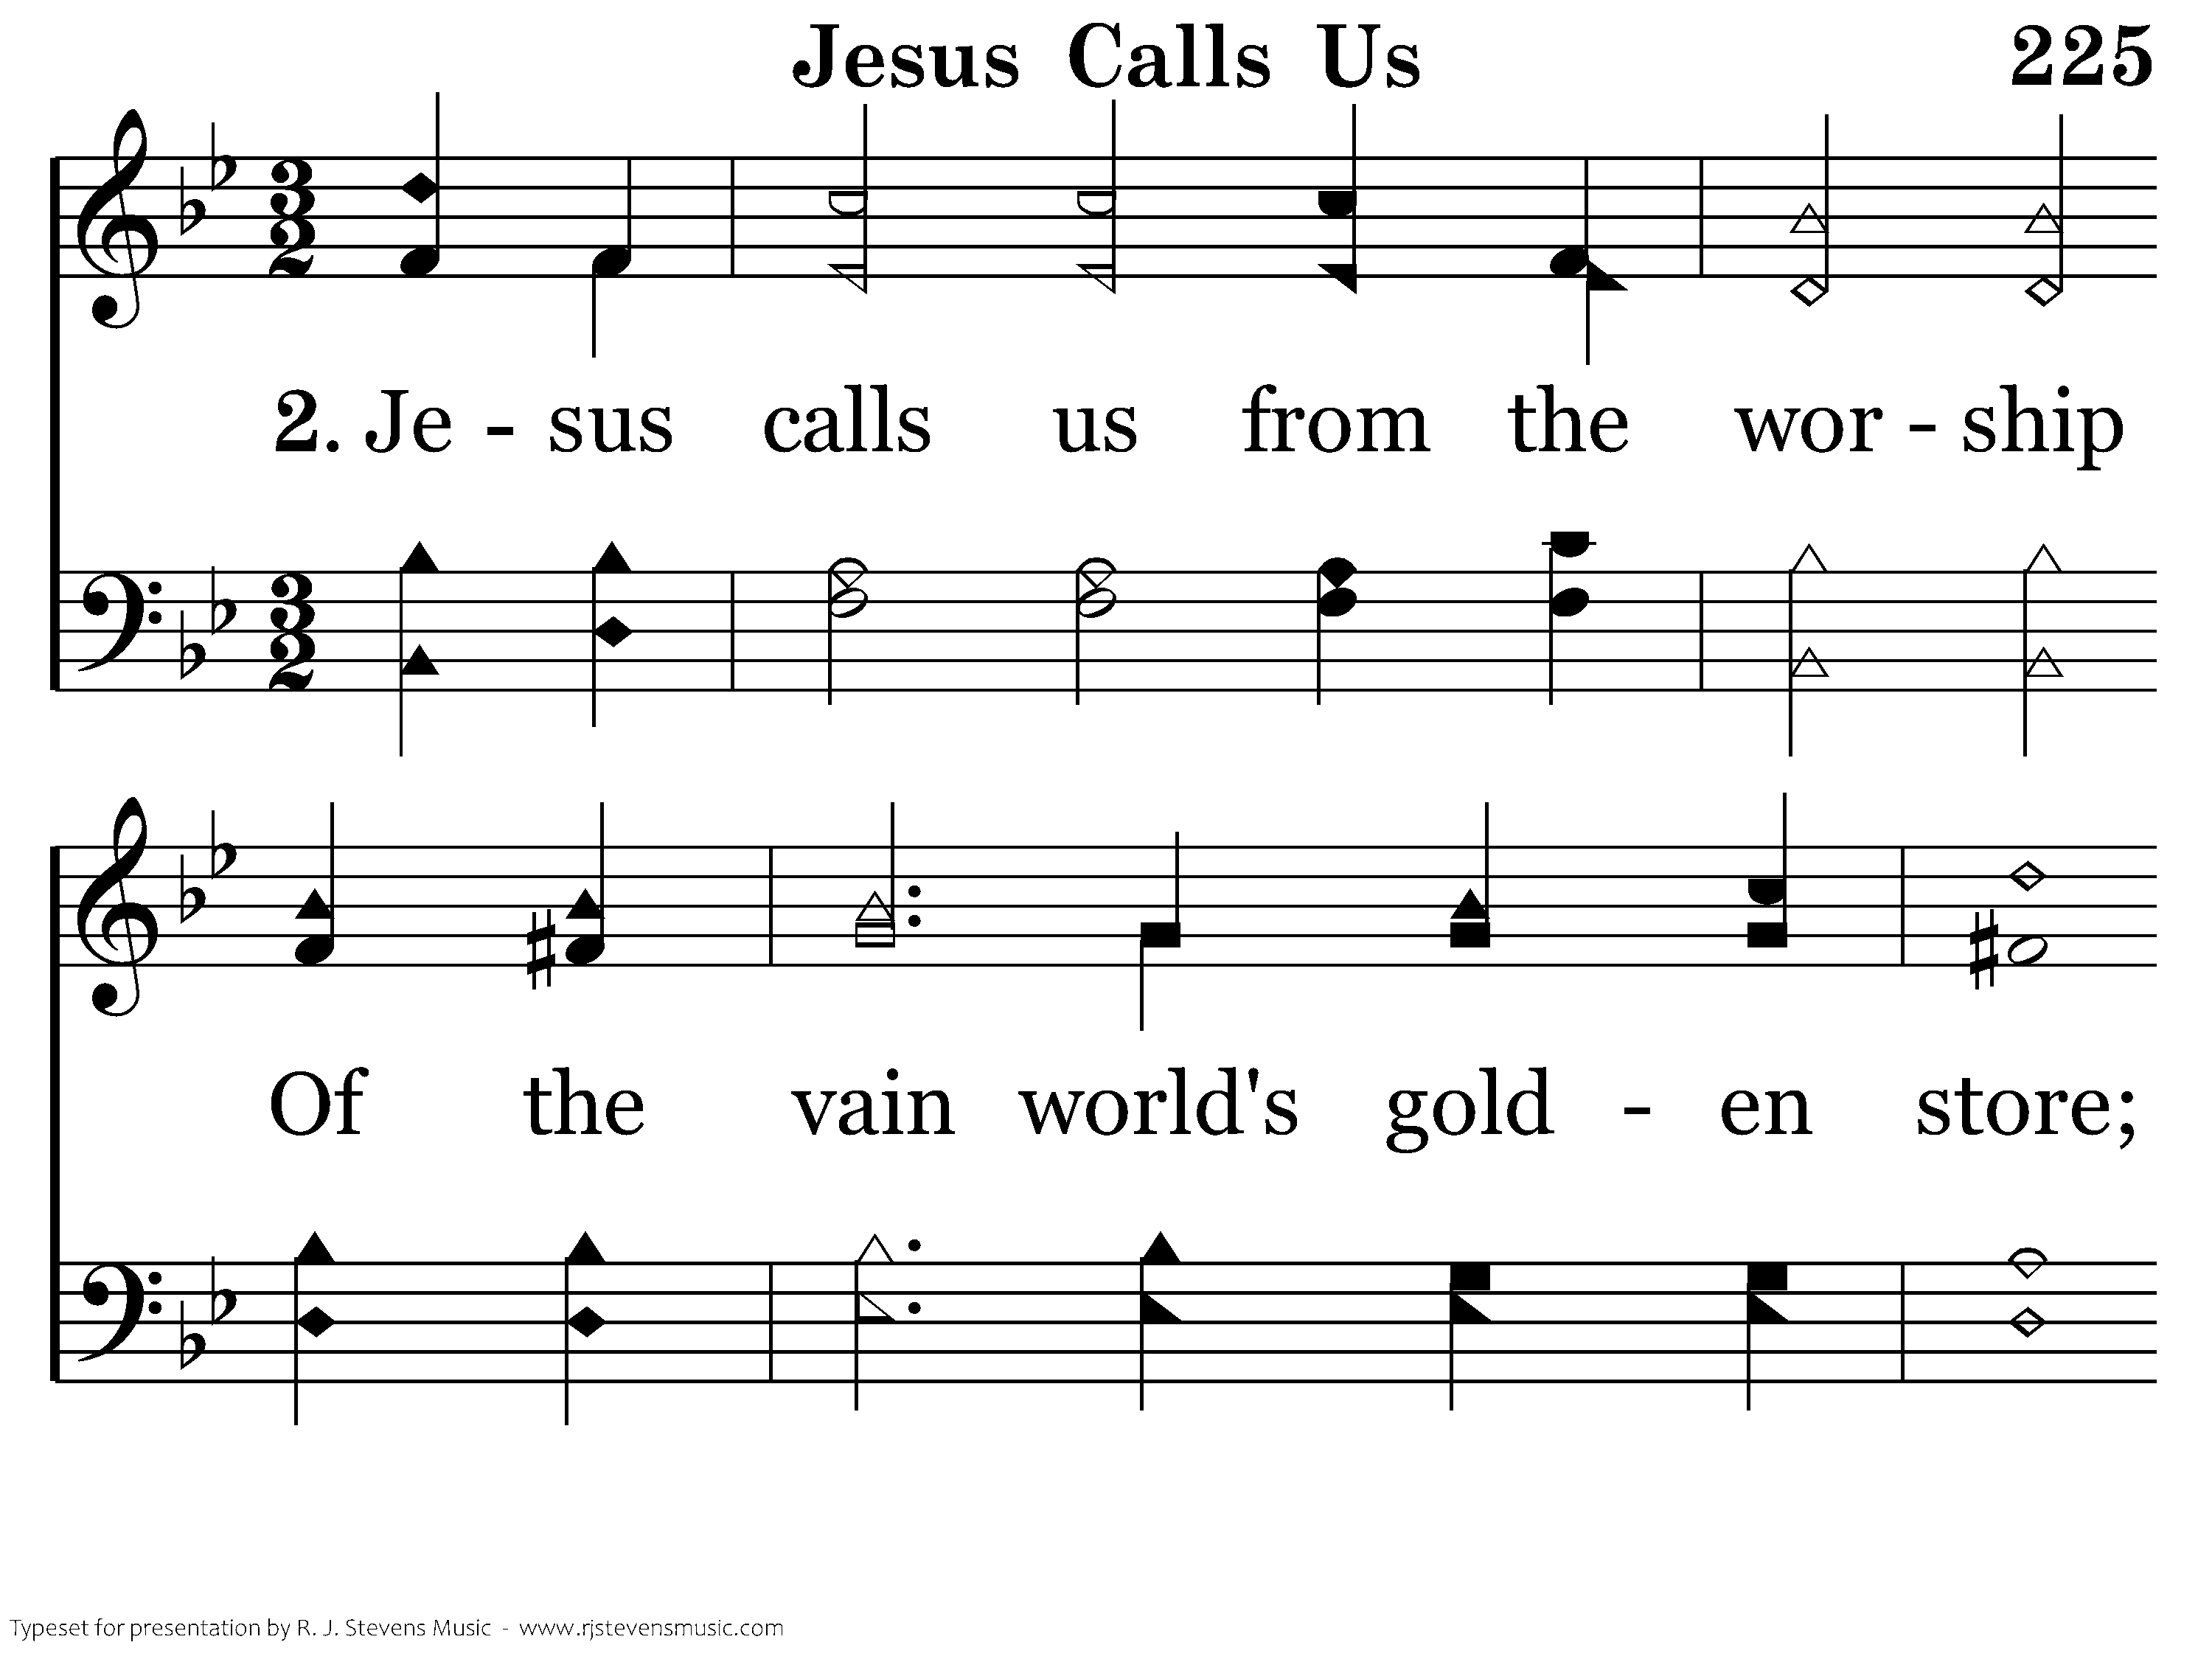 Jesus Calls Us 225
2. Je - sus calls us from the wor - ship
Of the vain world's gold - en store;
Typeset for presentation by R. J. Stevens Music - www.rjstevensmusic.com